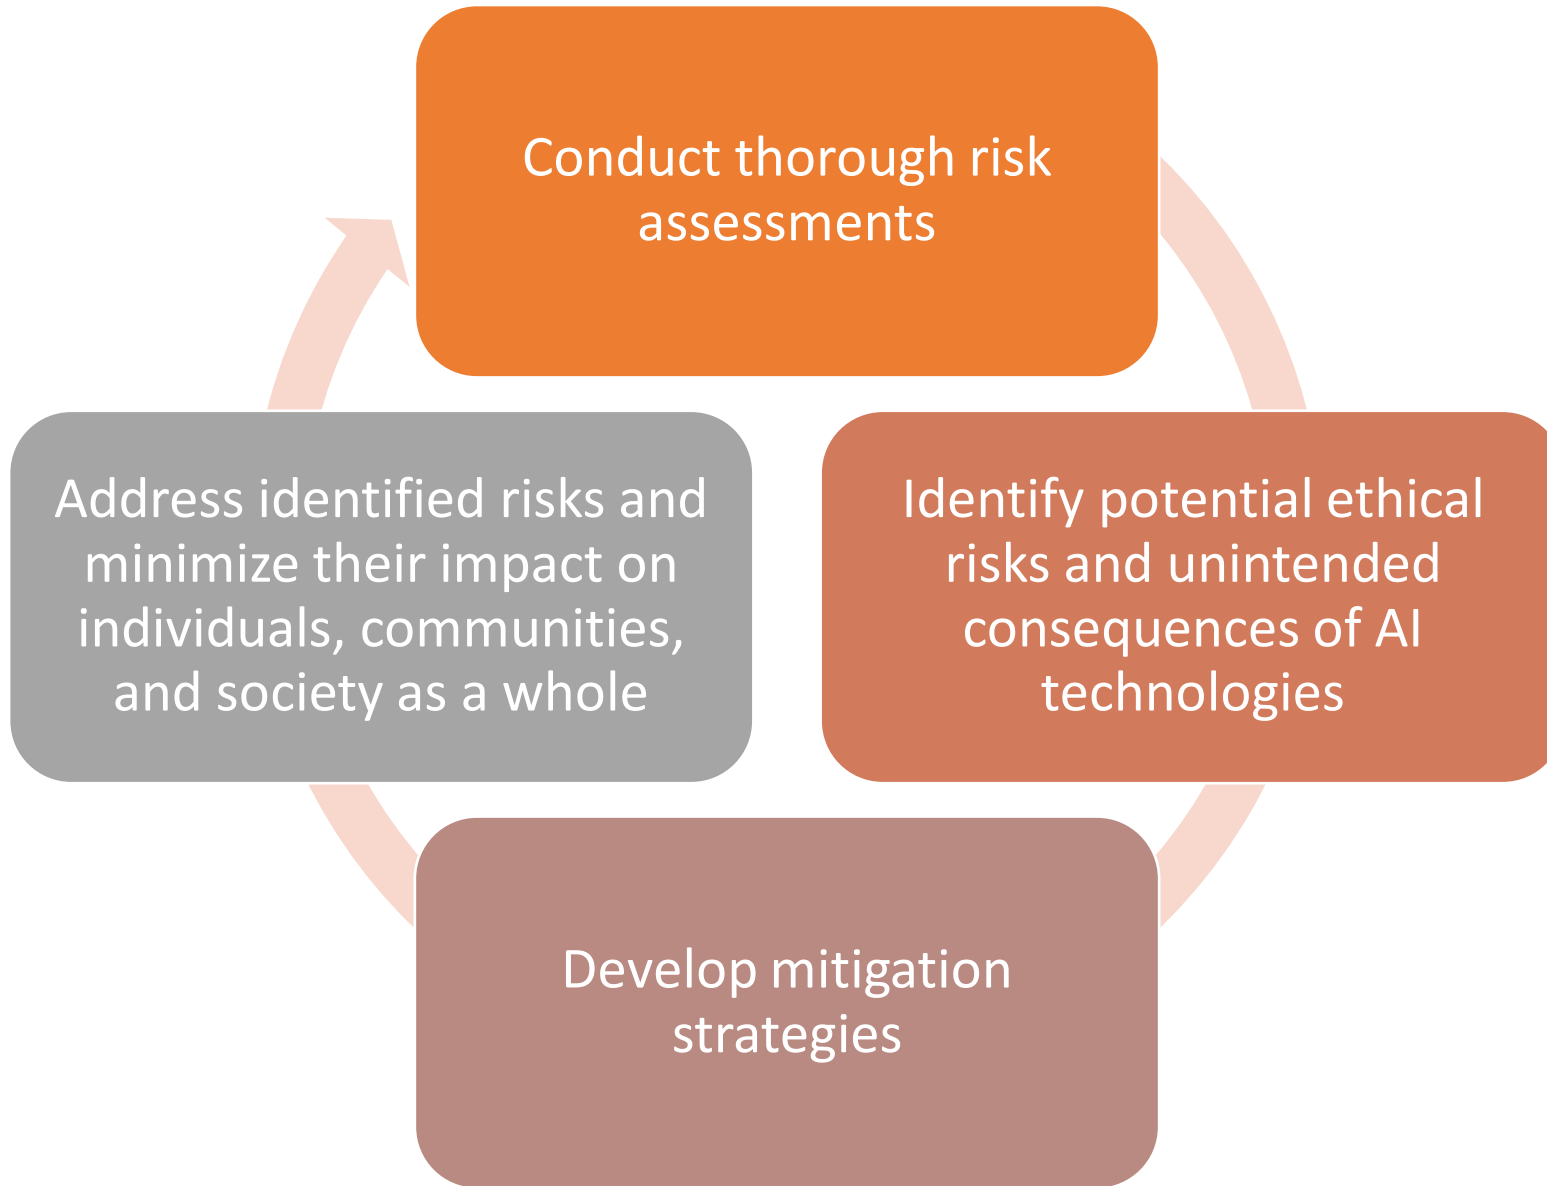 Conduct thorough risk
assessments
Identify potential ethical
risks and unintended
consequences of AI
technologies
Develop mitigation
strategies
Address identified risks and
minimize their impact on
individuals, communities,
and society as a whole